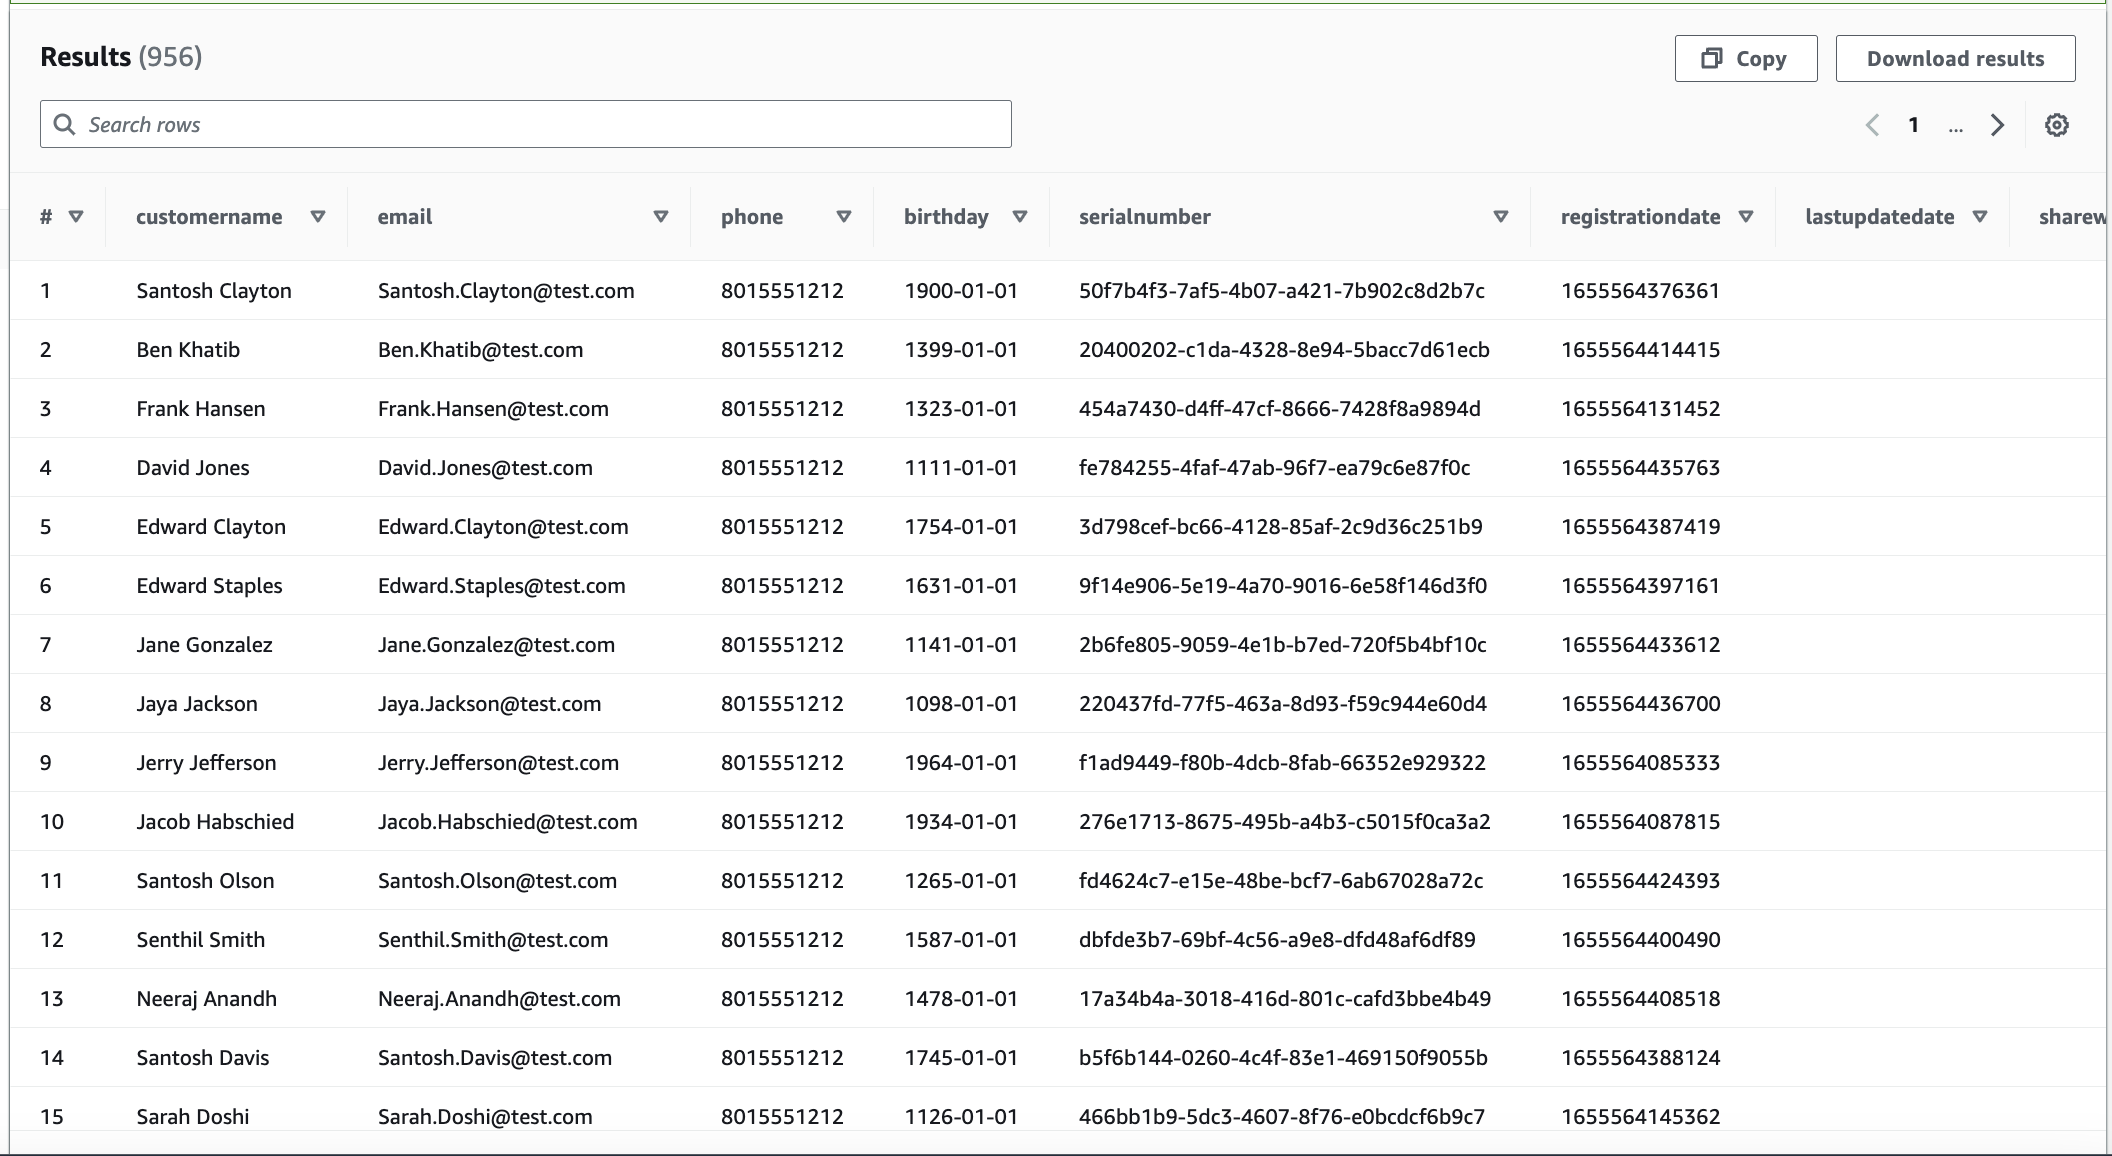 Results (956)
Copy
Download results
Search rows
1 ...
# customername email phone birthday serialnumber registrationdate lastupdatedate sharew
1 Santosh Clayton Santosh.Clayton@test.com 8015551212 1900-01-01 50f7b4f3-7af5-4b07-a421-7b902c8d2b7c 1655564376361
2 Ben Khatib Ben.Khatib@test.com 8015551212 1399-01-01 20400202-c1da-4328-8e94-5bacc7d61ecb 1655564414415
3 Frank Hansen Frank.Hansen@test.com 8015551212 1323-01-01 454a7430-d4ff-47cf-8666-7428f8a9894d 1655564131452
4 David Jones David.Jones@test.com 8015551212 1111-01-01 fe784255-4faf-47ab-96f7-ea79c6e87f0c 1655564435763
5 Edward Clayton Edward.Clayton@test.com 8015551212 1754-01-01 3d798cef-bc66-4128-85af-2c9d36c251b9 1655564387419
6 Edward Staples Edward.Staples@test.com 8015551212 1631-01-01 9f14e906-5e19-4a70-9016-6e58f146d3f0 1655564397161
7 Jane Gonzalez Jane.Gonzalez@test.com 8015551212 1141-01-01 2b6fe805-9059-4e1b-b7ed-720f5b4bf10c 1655564433612
8 Jaya Jackson Jaya.Jackson@test.com 8015551212 1098-01-01 220437fd-77f5-463a-8d93-f59c944e60d4 1655564436700
9 Jerry Jefferson Jerry.Jefferson@test.com 8015551212 1964-01-01 f1ad9449-f80b-4dcb-8fab-66352e929322 1655564085333
10 Jacob Habschied Jacob.Habschied@test.com 8015551212 1934-01-01 276e1713-8675-495b-a4b3-c5015f0ca3a2 1655564087815
11 Santosh Olson Santosh.Olson@test.com 8015551212 1265-01-01 fd4624c7-e15e-48be-bcf7-6ab67028a72c 1655564424393
12 Senthil Smith Senthil.Smith@test.com 8015551212 1587-01-01 dbfde3b7-69bf-4c56-a9e8-dfd48af6df89 1655564400490
13 Neeraj Anandh Neeraj.Anandh@test.com 8015551212 1478-01-01 17a34b4a-3018-416d-801c-cafd3bbe4b49 1655564408518
14 Santosh Davis Santosh.Davis@test.com 8015551212 1745-01-01 b5f6b144-0260-4c4f-83e1-469150f9055b 1655564388124
15 Sarah Doshi Sarah.Doshi@test.com 8015551212 1126-01-01 466bb1b9-5dc3-4607-8f76-e0bcdcf6b9c7 1655564145362